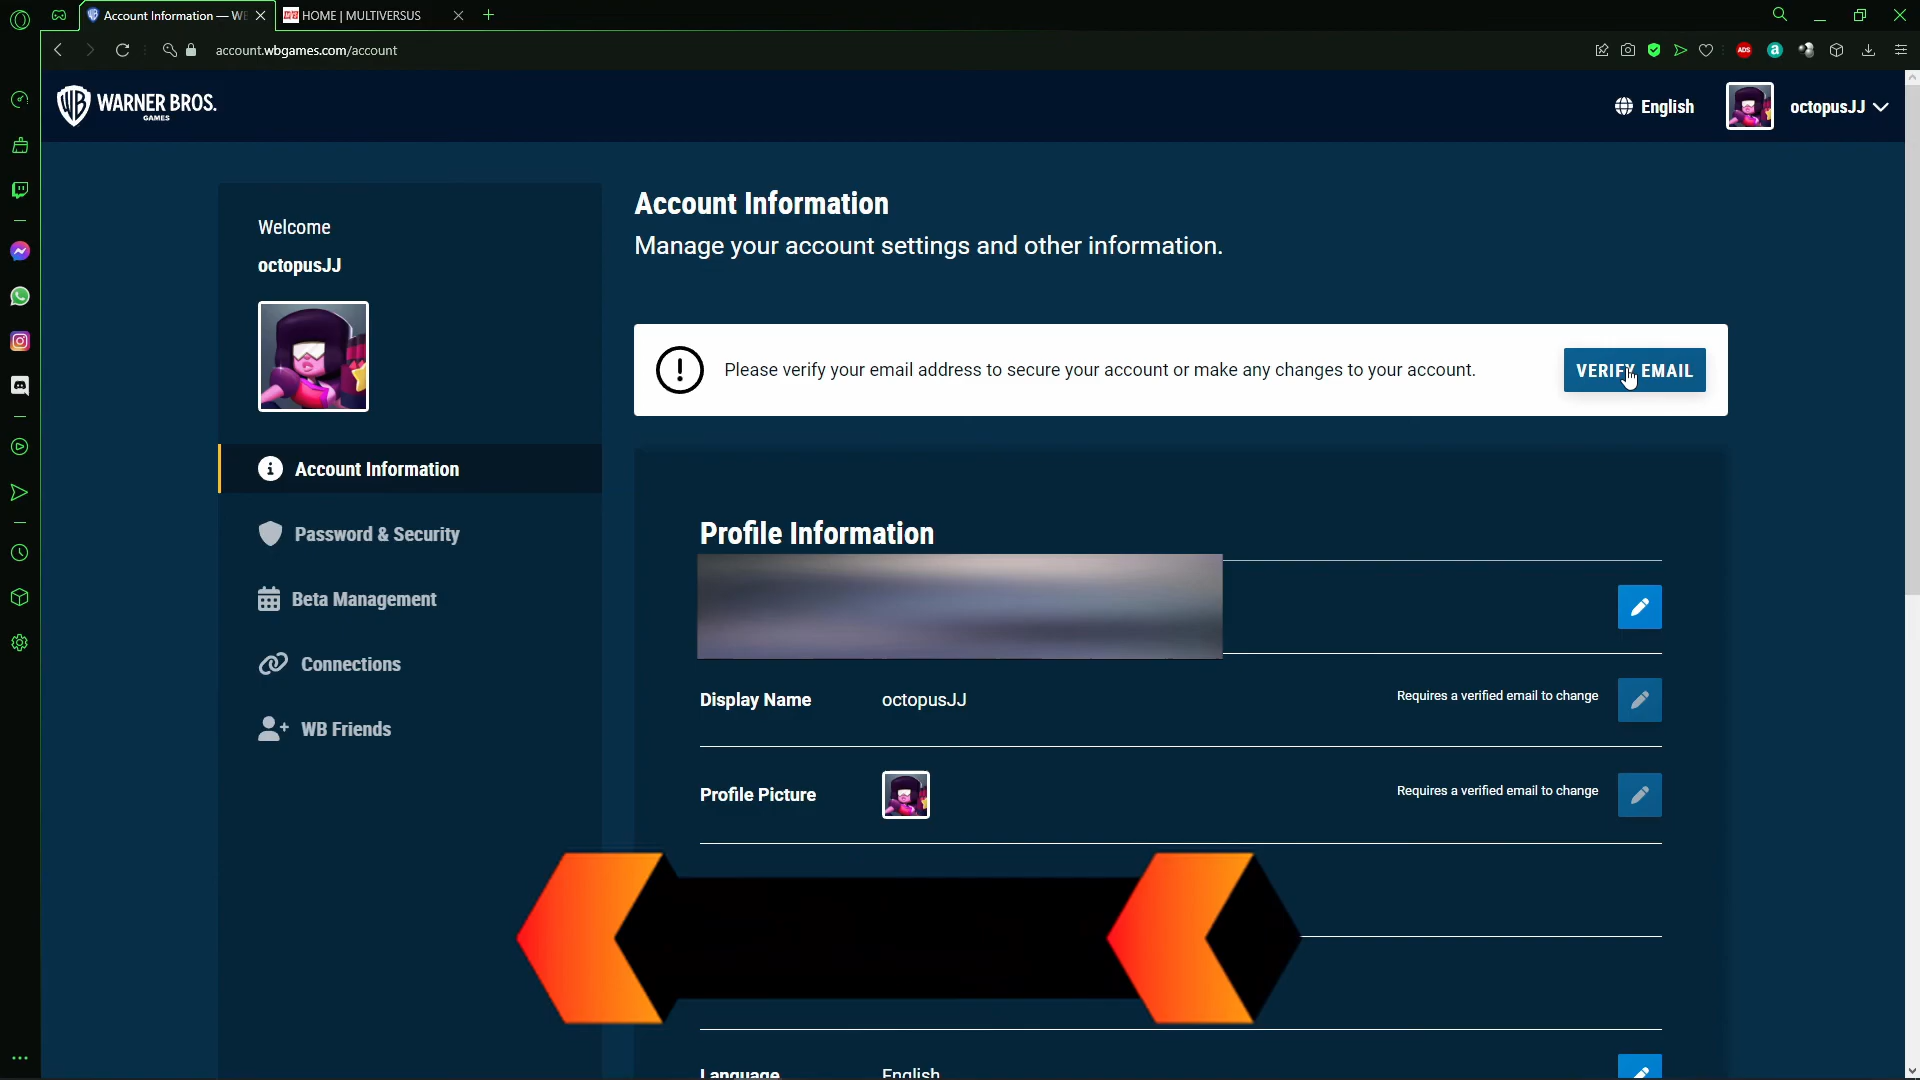 Account Information — WB
HOME | MULTIVERSUS
account.wbgames.com/account
ADS
a
WARNER BROS.
GAMES
English
octopusJJ
Welcome
octopusJJ
Account Information
Password & Security
Beta Management
Connections
WB Friends
Account Information
Manage your account settings and other information.
Please verify your email address to secure your account or make any changes to your account.
VERIFY EMAIL
Profile Information
Display Name octopusJJ Requires a verified email to change
Profile Picture Requires a verified email to change
Language English